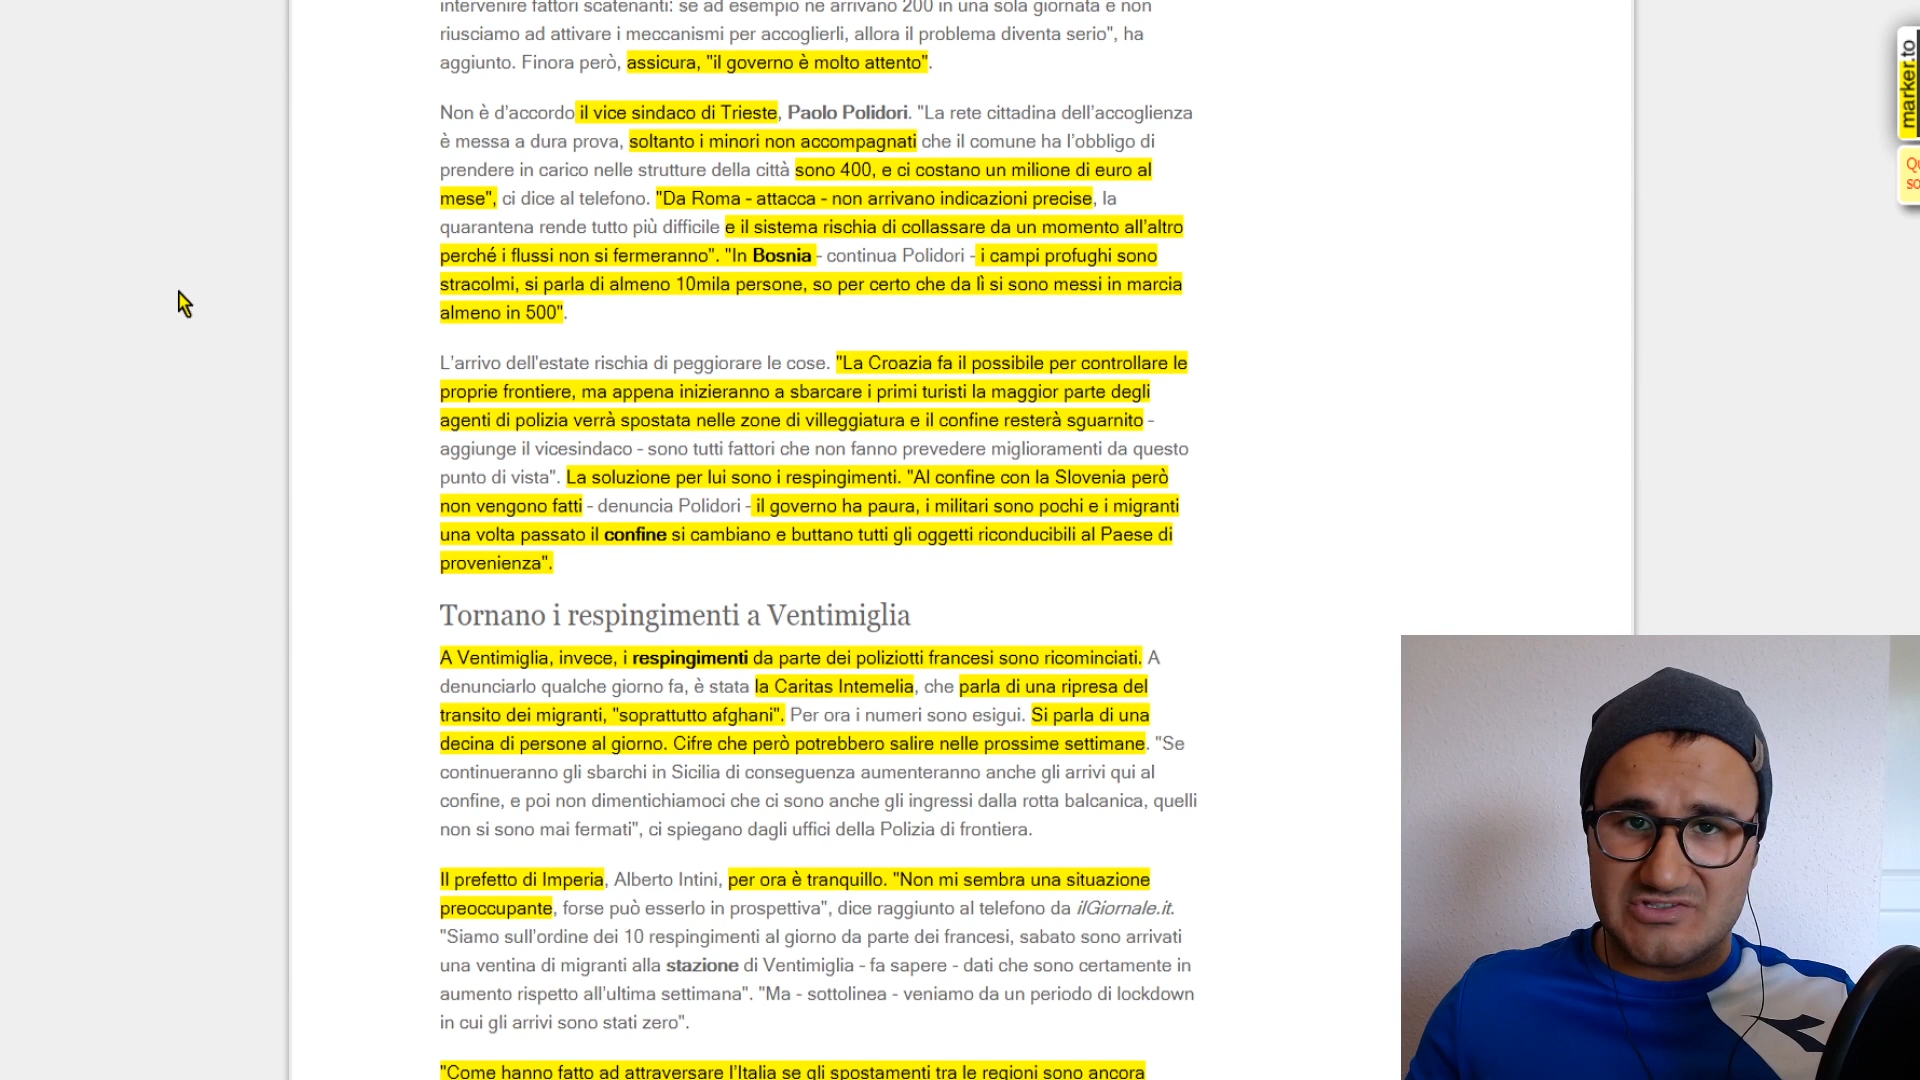 intervenire fattori scatenanti: se ad esempio ne arrivano 200 in una sola giornata e non
riusciamo ad attivare i meccanismi per accoglierli, allora il problema diventa serio", ha
aggiunto. Finora però, assicura, "il governo è molto attento".
Non è d'accordo il vice sindaco di Trieste, Paolo Polidori. "La rete cittadina dell'accoglienza
è messa a dura prova, soltanto i minori non accompagnati che il comune ha l'obbligo di
prendere in carico nelle strutture della città sono 400, e ci costano un milione di euro al
mese", ci dice al telefono. "Da Roma - attacca - non arrivano indicazioni precise, la
quarantena rende tutto più difficile e il sistema rischia di collassare da un momento all'altro
perché i flussi non si fermeranno". "In Bosnia - continua Polidori - i campi profughi sono
stracolmi, si parla di almeno 10mila persone, so per certo che da lì si sono messi in marcia
almeno in 500".
L'arrivo dell'estate rischia di peggiorare le cose. "La Croazia fa il possibile per controllare le
proprie frontiere, ma appena inizieranno a sbarcare i primi turisti la maggior parte degli
agenti di polizia verrà spostata nelle zone di villeggiatura e il confine resterà sguarnito -
aggiunge il vicesindaco - sono tutti fattori che non fanno prevedere miglioramenti da questo
punto di vista". La soluzione per lui sono i respingimenti. "Al confine con la Slovenia però
non vengono fatti - denuncia Polidori - il governo ha paura, i militari sono pochi e i migranti
una volta passato il confine si cambiano e buttano tutti gli oggetti riconducibili al Paese di
provenienza".
Tornano i respingimenti a Ventimiglia
A Ventimiglia, invece, i respingimenti da parte dei poliziotti francesi sono ricominciati. A
denunciarlo qualche giorno fa, è stata la Caritas Intemelia, che parla di una ripresa del
transito dei migranti, "soprattutto afghani". Per ora i numeri sono esigui. Si parla di una
decina di persone al giorno. Cifre che però potrebbero salire nelle prossime settimane. "Se
continueranno gli sbarchi in Sicilia di conseguenza aumenteranno anche gli arrivi qui al
confine, e poi non dimentichiamoci che ci sono anche gli ingressi dalla rotta balcanica, quelli
non si sono mai fermati", ci spiegano dagli uffici della Polizia di frontiera.
Il prefetto di Imperia, Alberto Intini, per ora è tranquillo. "Non mi sembra una situazione
preoccupante, forse può esserlo in prospettiva", dice raggiunto al telefono da ilGiornale.it.
"Siamo sull'ordine dei 10 respingimenti al giorno da parte dei francesi, sabato sono arrivati
una ventina di migranti alla stazione di Ventimiglia - fa sapere - dati che sono certamente in
aumento rispetto all'ultima settimana". "Ma - sottolinea - veniamo da un periodo di lockdown
in cui gli arrivi sono stati zero".
"Come hanno fatto ad attraversare l'Italia se gli spostamenti tra le regioni sono ancora
marker.to
Qu
so